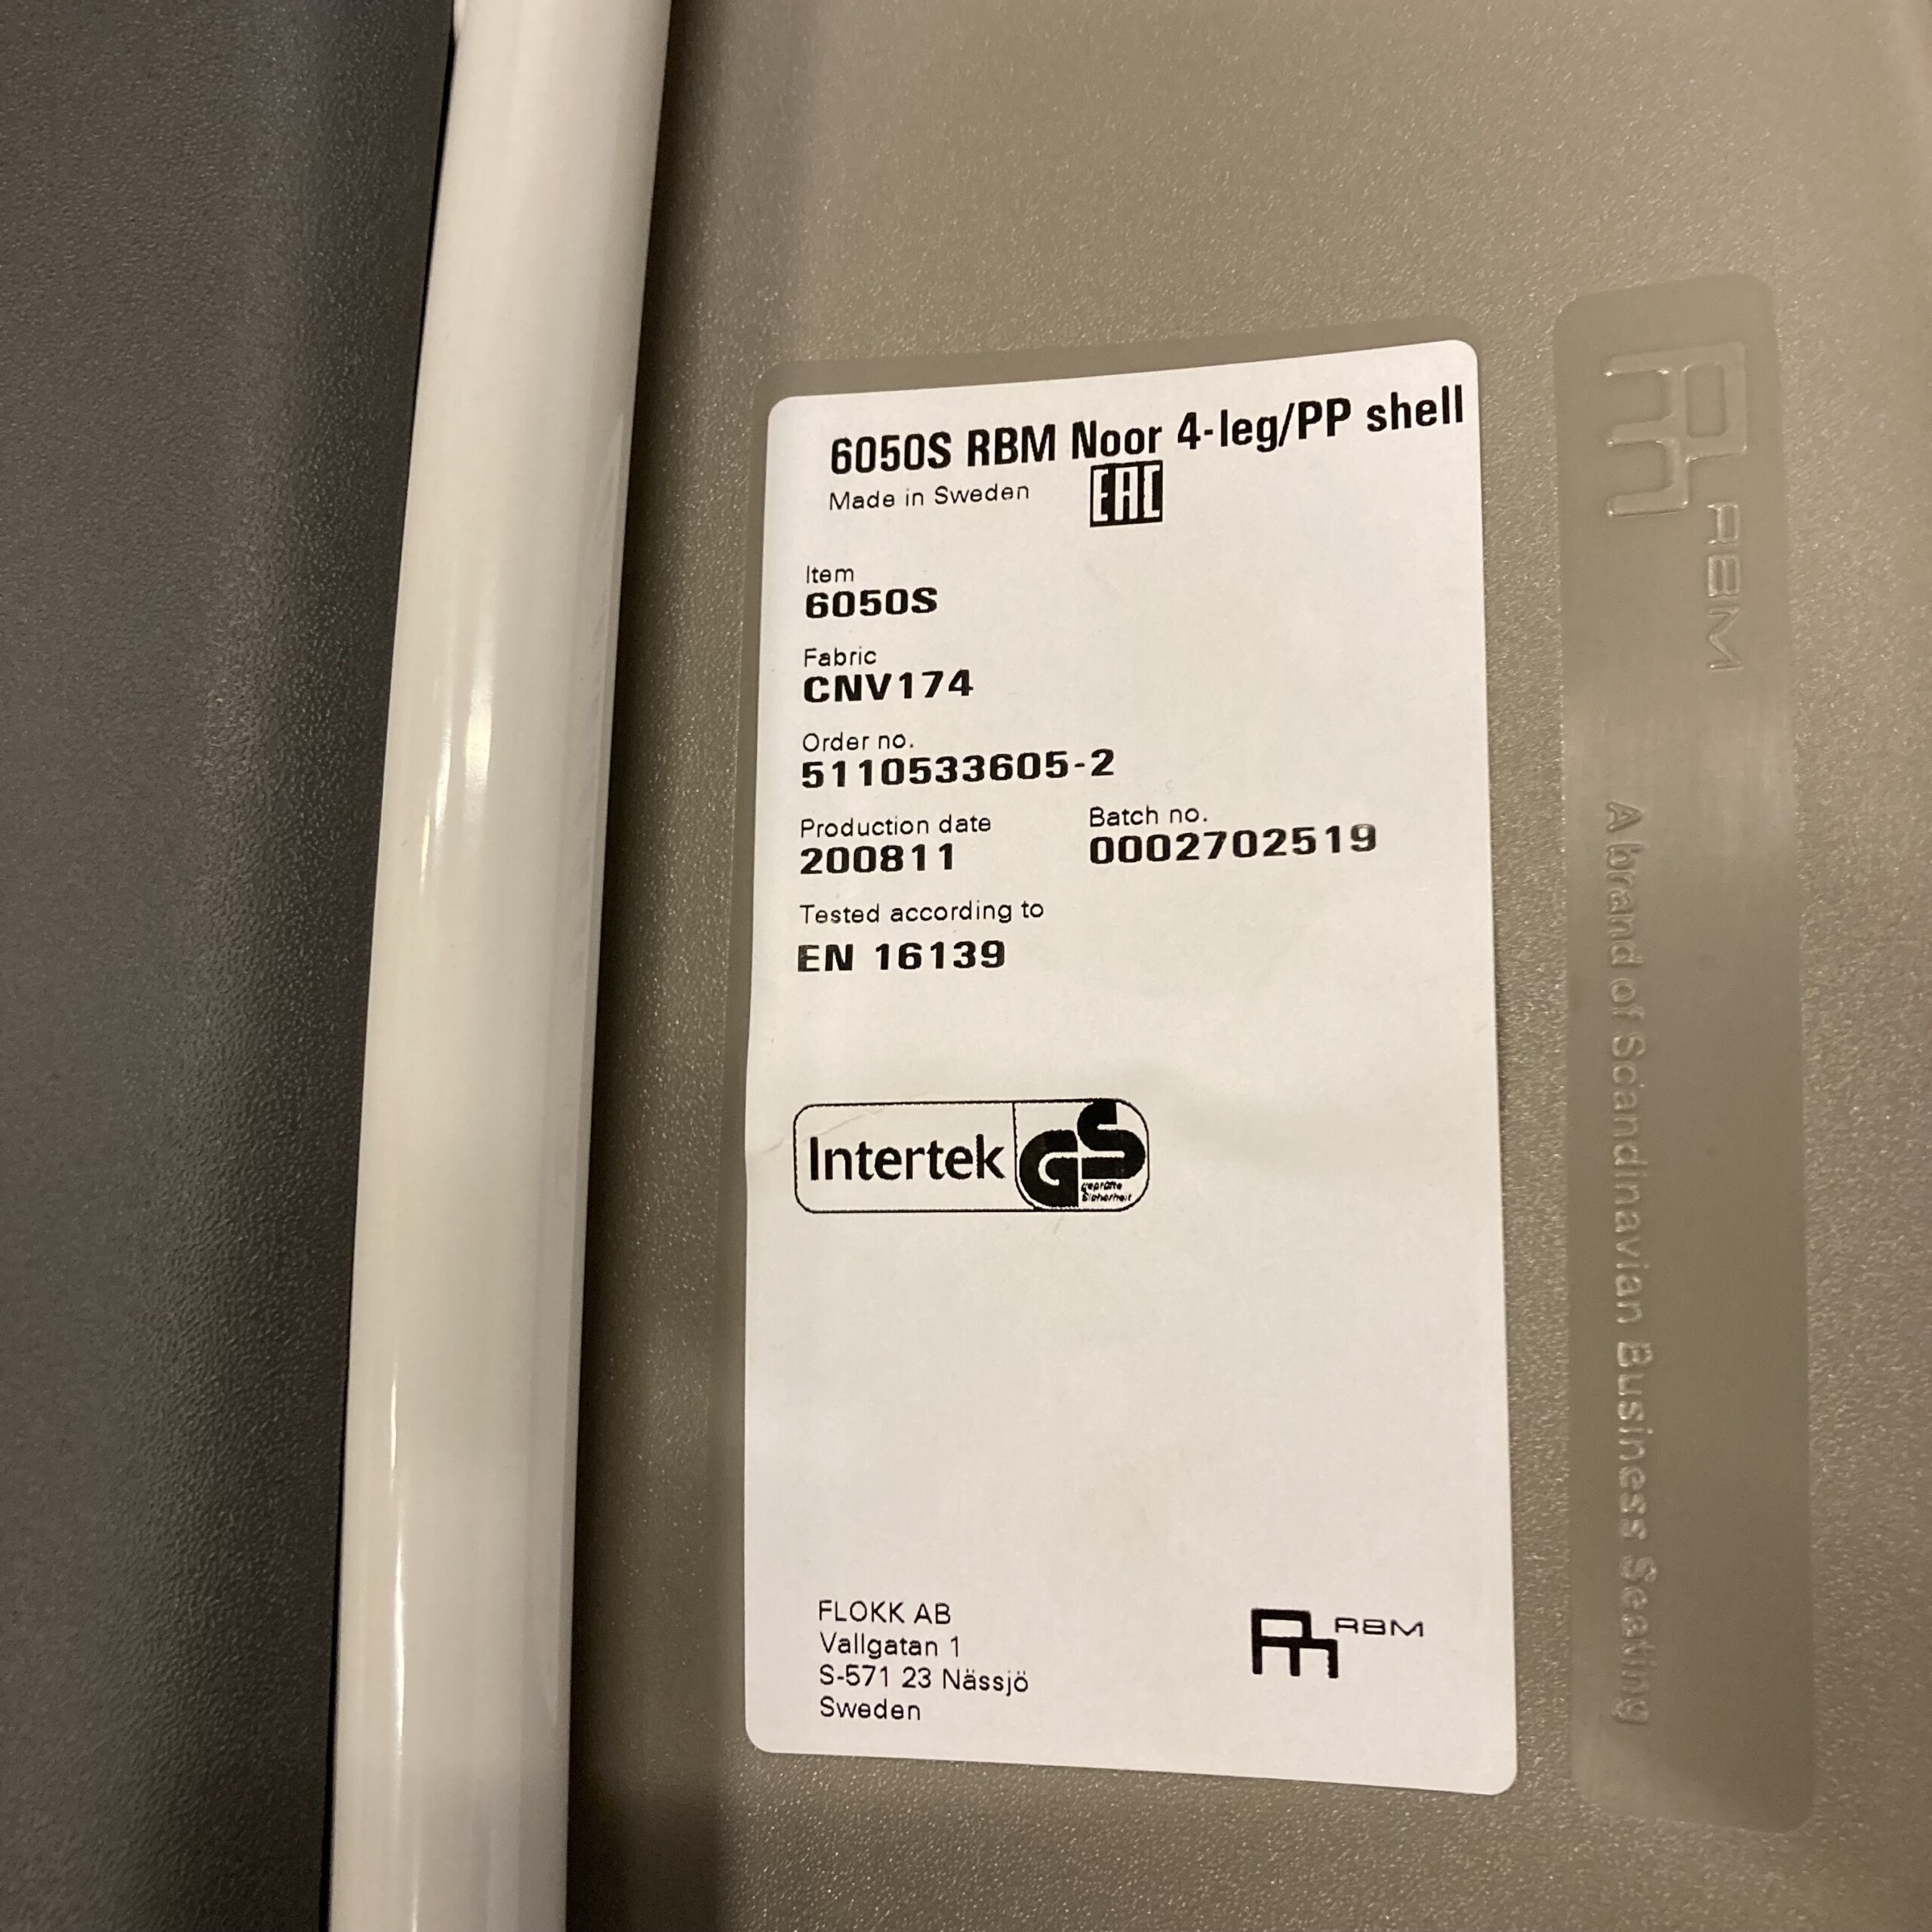 6050S RBM Noor 4-leg/PP shell
Made in Sweden
EAC
Item
6050S
Fabric
CNV174
Order no.
5110533605-2
Production date
200811
Batch no.
0002702519
Tested according to
EN 16139
Intertek
GS
geprüfte
Sicherheit
FLOKK AB
Vallgatan 1
S-571 23 Nässjö
Sweden
RBM
RBM
A brand of Scandinavian Business Seating